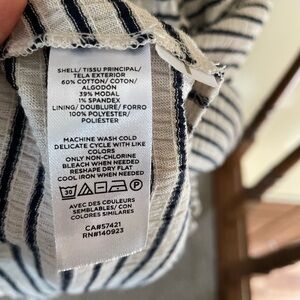 SHELL/ TISSU PRINCIPAL/
TELA EXTERIOR
60% COTTON/ COTON/
ALGODÓN
39% MODAL
1% SPANDEX
LINING/ DOUBLURE/ FORRO
100% POLYESTER/
POLIÉSTER
MACHINE WASH COLD
DELICATE CYCLE WITH LIKE
COLORS
ONLY NON-CHLORINE
BLEACH WHEN NEEDED
RESHAPE DRY FLAT
COOL IRON WHEN NEEDED
30
AVEC DES COULEURS
SEMBLABLES/ CON
COLORES SIMILARES
CA#57421
RN#140923